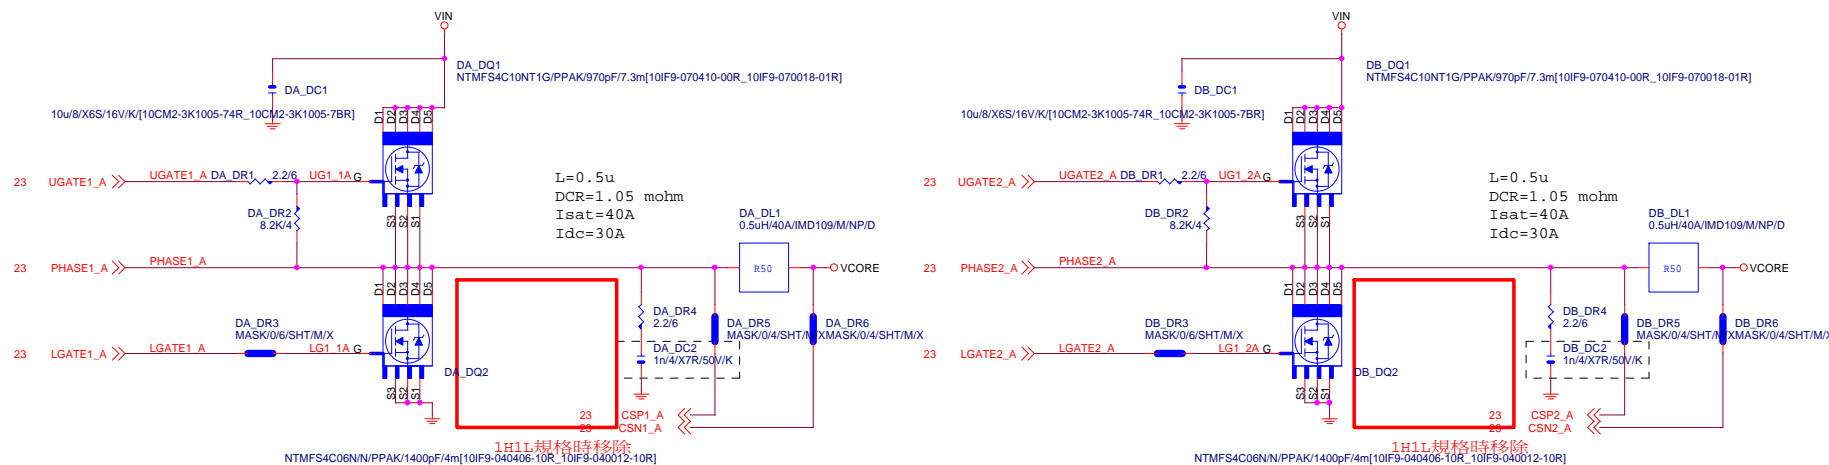 VIN
DA_DQ1
NTMFS4C10NT1G/PPAK/970pF/7.3m[10IF9-070410-00R_10IF9-070018-01R]
DA_DC1
10u/8/X6S/16V/K/[10CM2-3K1005-74R_10CM2-3K1005-7BR]
D1
D2
D3
D4
D5
23 UGATE1_A UGATE1_A DA_DR1 2.2/6 UG1_1A G
DA_DR2
8.2K/4
S3
S2
S1
L=0.5u
DCR=1.05 mohm
Isat=40A
Idc=30A
DA_DL1
0.5uH/40A/IMD109/M/NP/D
23 PHASE1_A PHASE1_A
R50
VCORE
D1
D2
D3
D4
D5
DA_DR3
MASK/0/6/SHT/M/X
23 LGATE1_A LGATE1_A LG1_1A G
DA_DQ2
S3
S2
S1
DA_DR4
2.2/6
DA_DR5
MASK/0/4/SHT/M/X
DA_DR6
MASK/0/4/SHT/M/X
DA_DC2
1n/4/X7R/50V/K
23 CSP1_A
23 CSN1_A
1H1L規格時移除
NTMFS4C06N/N/PPAK/1400pF/4m[10IF9-040406-10R_10IF9-040012-10R]
VIN
DB_DQ1
NTMFS4C10NT1G/PPAK/970pF/7.3m[10IF9-070410-00R_10IF9-070018-01R]
DB_DC1
10u/8/X6S/16V/K/[10CM2-3K1005-74R_10CM2-3K1005-7BR]
D1
D2
D3
D4
D5
23 UGATE2_A UGATE2_A DB_DR1 2.2/6 UG1_2A G
DB_DR2
8.2K/4
S3
S2
S1
L=0.5u
DCR=1.05 mohm
Isat=40A
Idc=30A
DB_DL1
0.5uH/40A/IMD109/M/NP/D
23 PHASE2_A PHASE2_A
R50
VCORE
D1
D2
D3
D4
D5
DB_DR3
MASK/0/6/SHT/M/X
23 LGATE2_A LGATE2_A LG1_2A G
DB_DQ2
S3
S2
S1
DB_DR4
2.2/6
DB_DR5
MASK/0/4/SHT/M/X
DB_DR6
MASK/0/4/SHT/M/X
DB_DC2
1n/4/X7R/50V/K
23 CSP2_A
23 CSN2_A
1H1L規格時移除
NTMFS4C06N/N/PPAK/1400pF/4m[10IF9-040406-10R_10IF9-040012-10R]